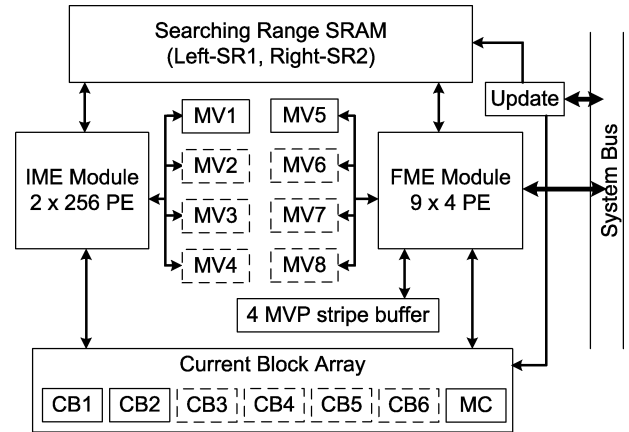 Searching Range SRAM
(Left-SR1, Right-SR2)
Update
System Bus
IME Module
2 x 256 PE
MV1
MV2
MV3
MV4
MV5
MV6
MV7
MV8
FME Module
9 x 4 PE
4 MVP stripe buffer
Current Block Array
CB1 CB2 CB3 CB4 CB5 CB6 MC